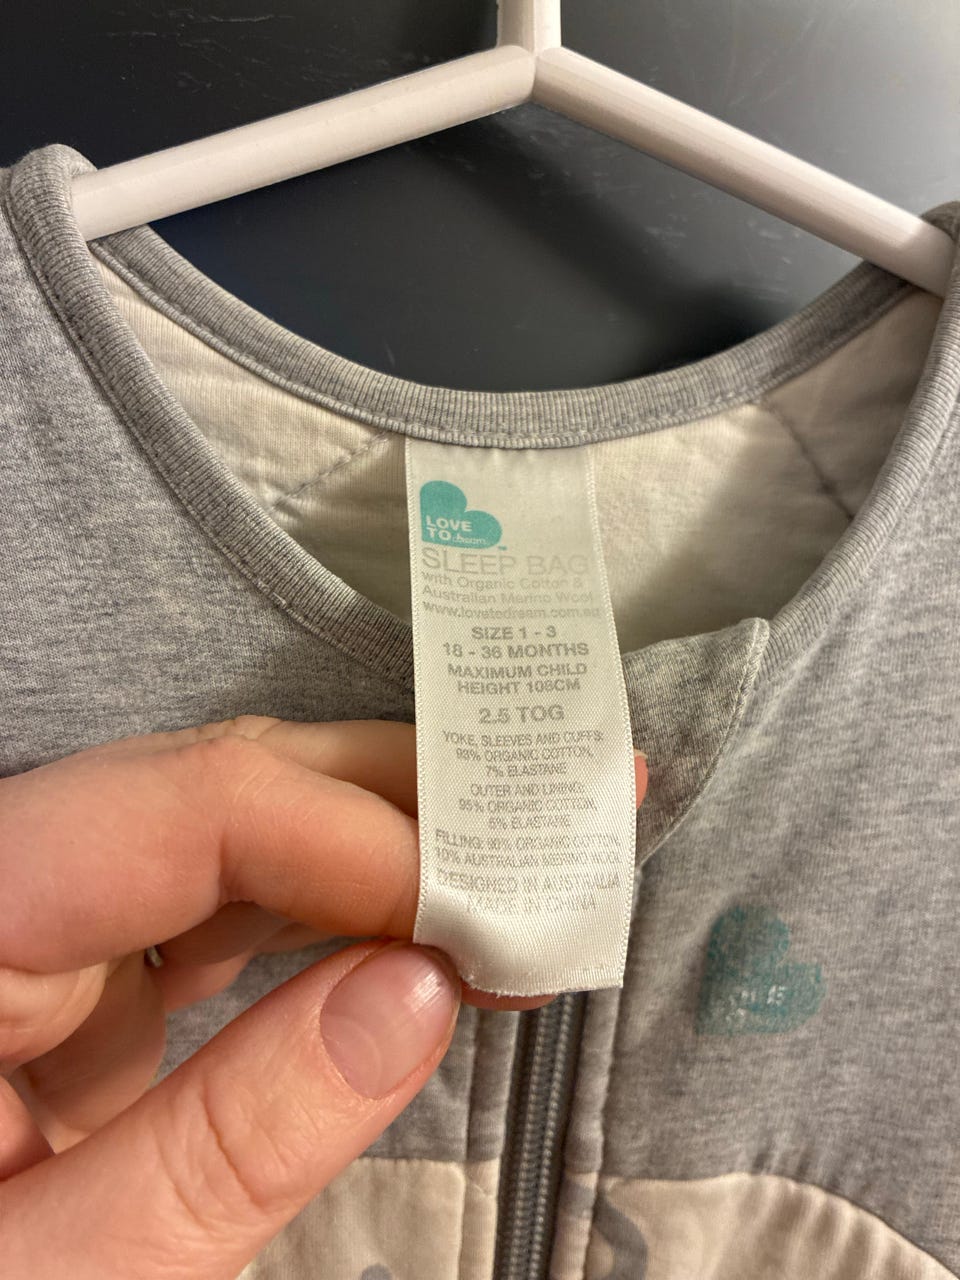 LOVE
TO dream
SLEEP BAG
with Organic Cotton &
Australian Merino Wool
www.lovetodream.com.au
SIZE 1 - 3
18 - 36 MONTHS
MAXIMUM CHILD
HEIGHT 106CM
2.5 TOG
YOKE, SLEEVES AND CUFFS:
93% ORGANIC COTTON,
7% ELASTANE
OUTER AND LINING:
95% ORGANIC COTTON,
5% ELASTANE
FILLING: 90% ORGANIC COTTON,
10% AUSTRALIAN MERINO WOOL
DESIGNED IN AUSTRALIA
MADE IN CHINA